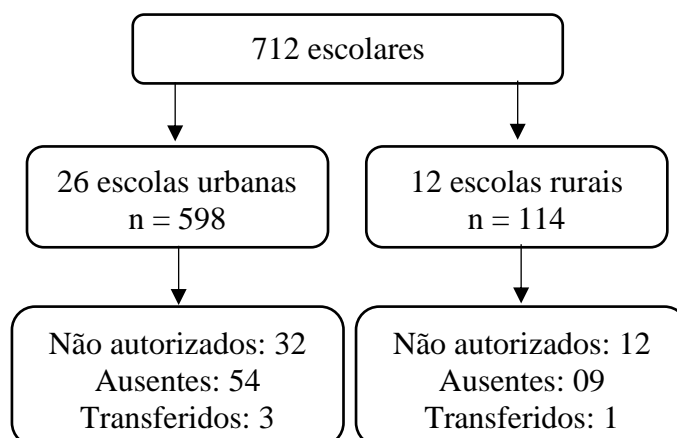 712 escolares
26 escolas urbanas
n = 598
12 escolas rurais
n = 114
Não autorizados: 32
Ausentes: 54
Transferidos: 3
Não autorizados: 12
Ausentes: 09
Transferidos: 1